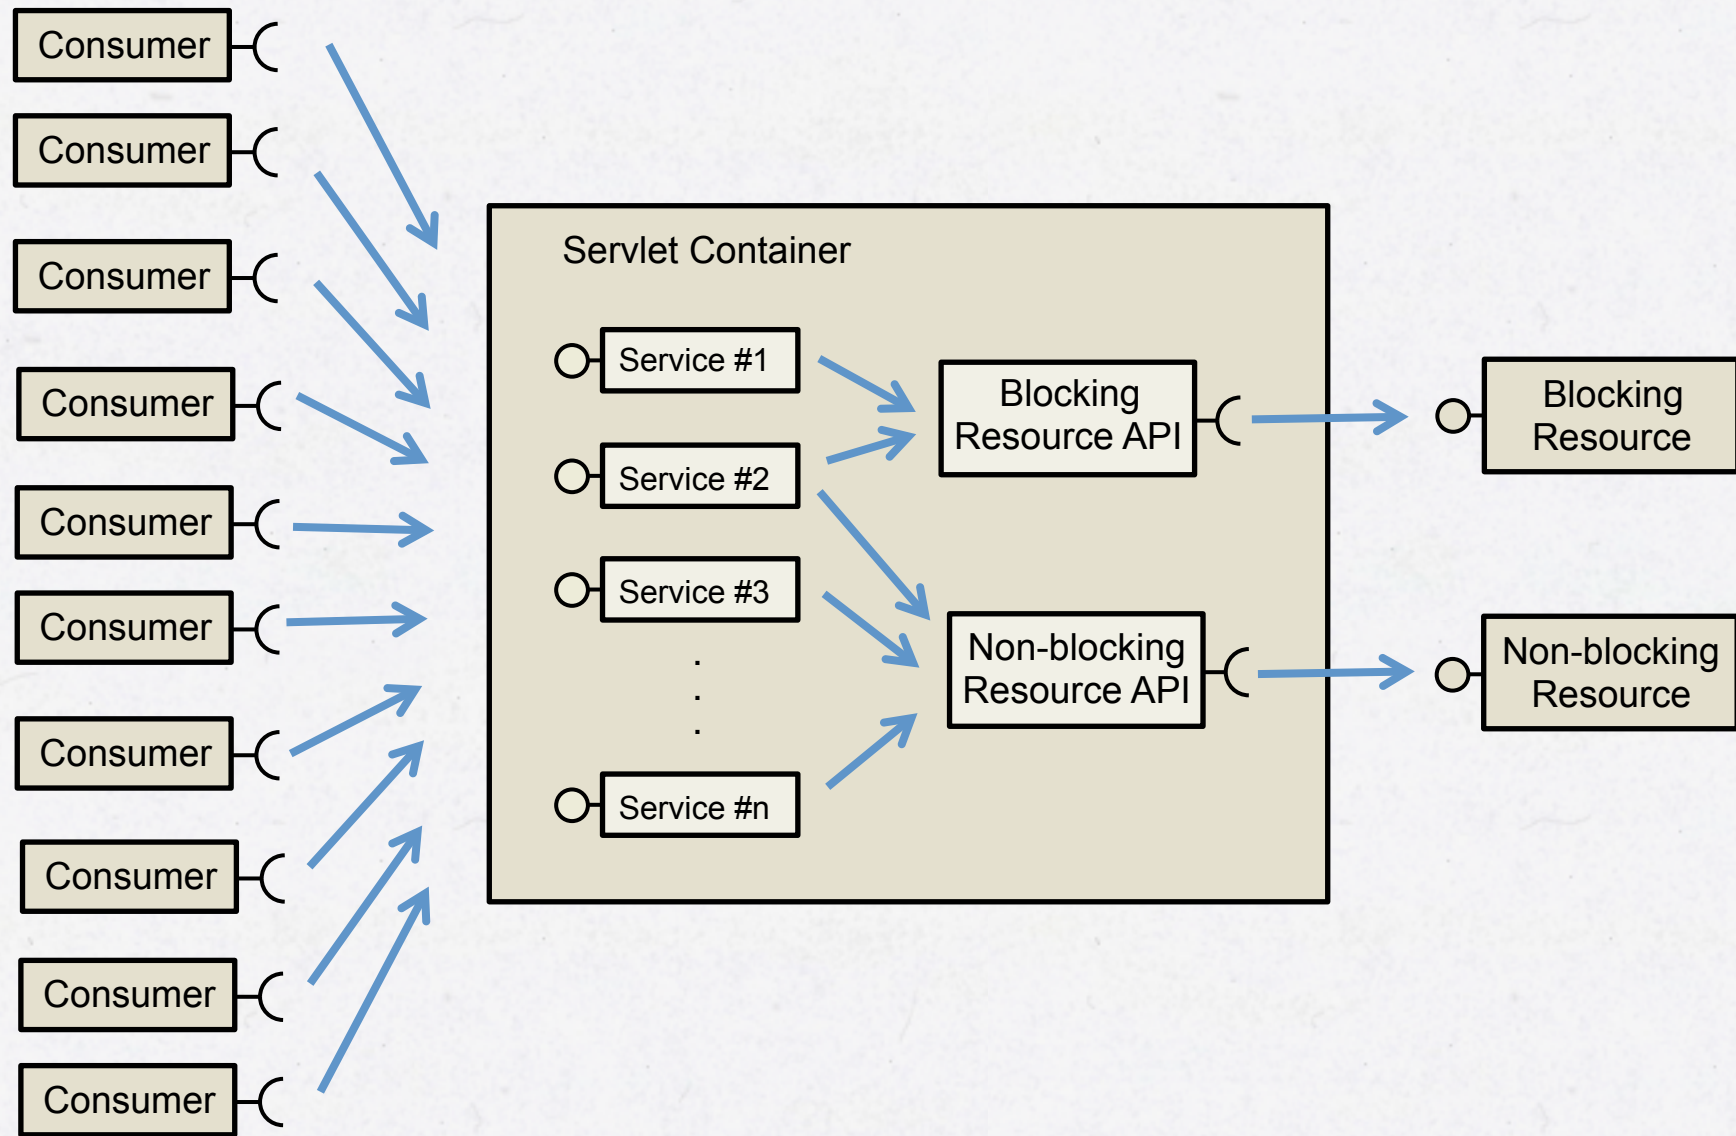 Consumer
Consumer
Consumer
Consumer
Consumer
Consumer
Consumer
Consumer
Consumer
Consumer
Servlet Container
Service #1
Service #2
Service #3
.
.
.
Service #n
Blocking
Resource API
Non-blocking
Resource API
Blocking
Resource
Non-blocking
Resource